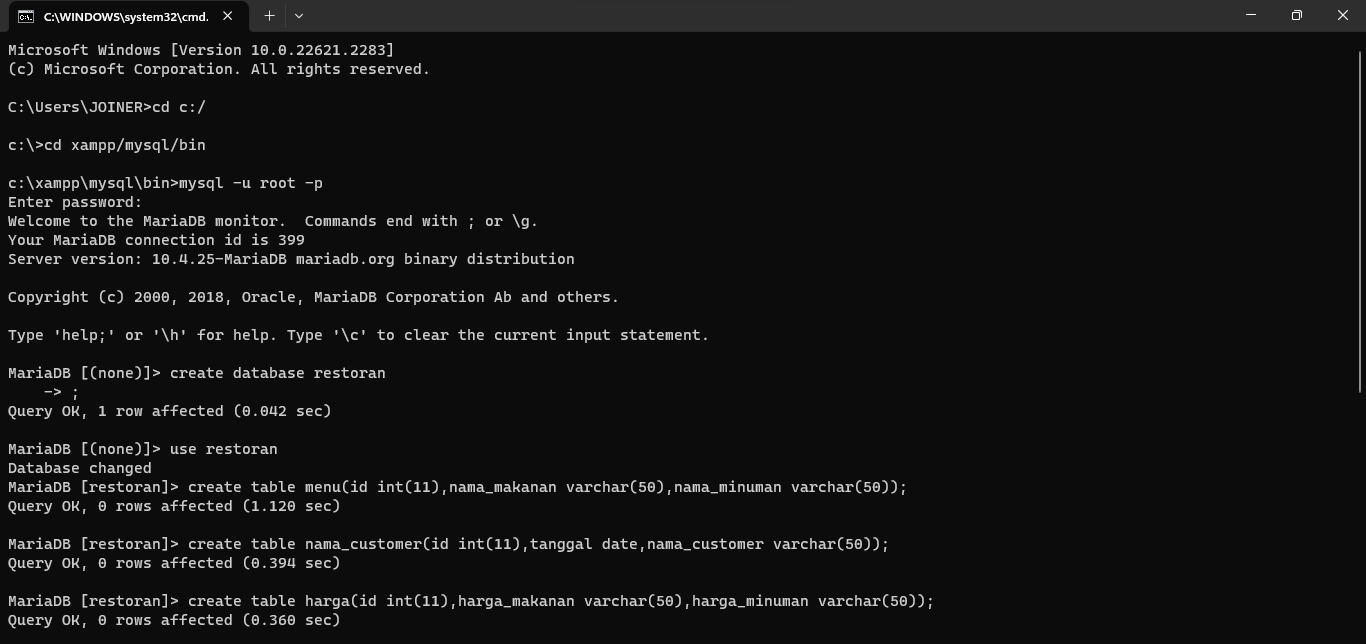 C:\WINDOWS\system32\cmd.
Microsoft Windows [Version 10.0.22621.2283]
(c) Microsoft Corporation. All rights reserved.
C:\Users\JOINER>cd c:/
c:\>cd xampp/mysql/bin
c:\xampp\mysql\bin>mysql -u root -p
Enter password:
Welcome to the MariaDB monitor.  Commands end with ; or \g.
Your MariaDB connection id is 399
Server version: 10.4.25-MariaDB mariadb.org binary distribution
Copyright (c) 2000, 2018, Oracle, MariaDB Corporation Ab and others.
Type 'help;' or '\h' for help. Type '\c' to clear the current input statement.
MariaDB [(none)]> create database restoran
    -> ;
Query OK, 1 row affected (0.042 sec)
MariaDB [(none)]> use restoran
Database changed
MariaDB [restoran]> create table menu(id int(11),nama_makanan varchar(50),nama_minuman varchar(50));
Query OK, 0 rows affected (1.120 sec)
MariaDB [restoran]> create table nama_customer(id int(11),tanggal date,nama_customer varchar(50));
Query OK, 0 rows affected (0.394 sec)
MariaDB [restoran]> create table harga(id int(11),harga_makanan varchar(50),harga_minuman varchar(50));
Query OK, 0 rows affected (0.360 sec)